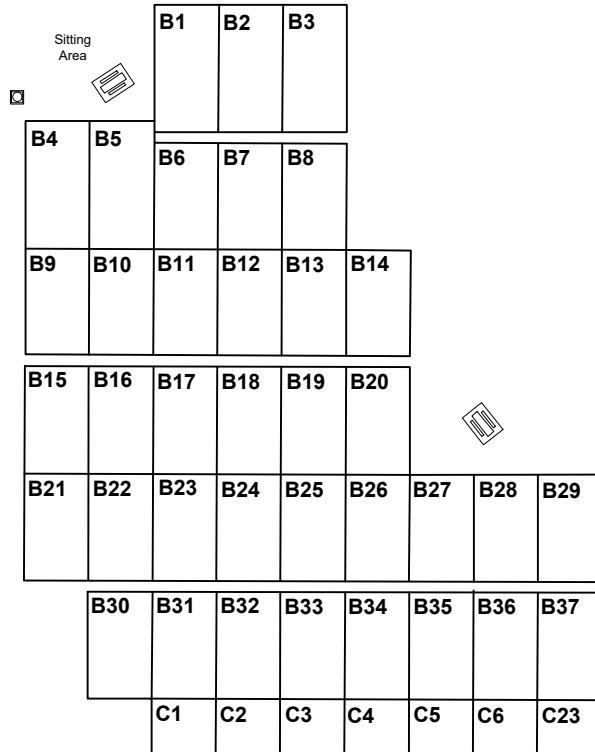 B1 B2 B3
Sitting
Area
B4 B5
B6 B7 B8
B9 B10 B11 B12 B13 B14
B15 B16 B17 B18 B19 B20
B21 B22 B23 B24 B25 B26 B27 B28 B29
B30 B31 B32 B33 B34 B35 B36 B37
C1 C2 C3 C4 C5 C6 C23